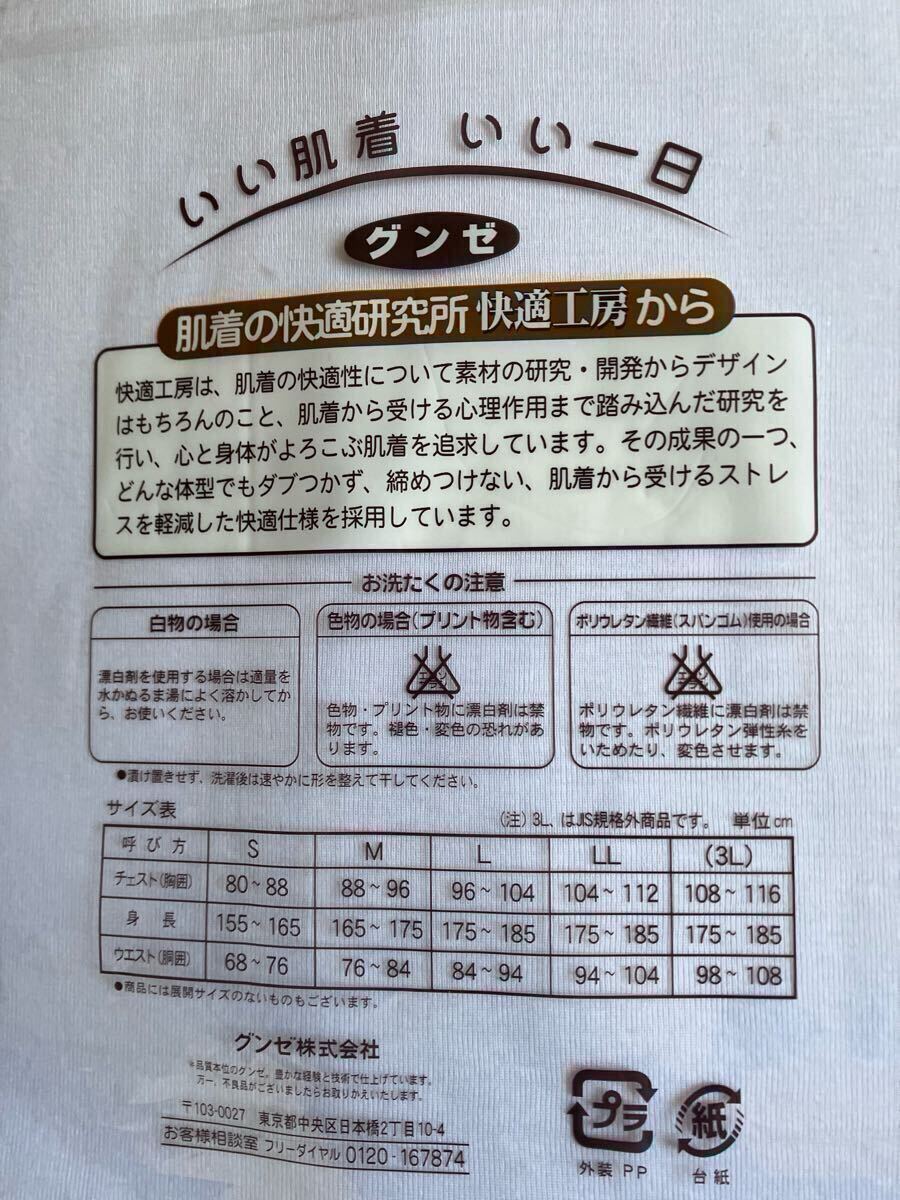 いい肌着 いい一日
グンゼ
肌着の快適研究所 快適工房から
快適工房は、肌着の快適性について素材の研究・開発からデザイン
はもちろんのこと、肌着から受ける心理作用まで踏み込んだ研究を
行い、心と身体がよろこぶ肌着を追求しています。その成果の一つ、
どんな体型でもダブつかず、締めつけない、肌着から受けるストレ
スを軽減した快適仕様を採用しています。
お洗たくの注意
白物の場合
漂白剤を使用する場合は適量を
水かぬるま湯によく溶かしてか
ら、お使いください。
色物の場合(プリント物含む)
色物・プリント物に漂白剤は禁
物です。褪色・変色の恐れがあ
ります。
ポリウレタン繊維(スパンゴム)使用の場合
ポリウレタン繊維に漂白剤は禁
物です。ポリウレタン弾性糸を
いためたり、変色させます。
●漬け置きせず、洗濯後は速やかに形を整えて干してください。
サイズ表 (注) 3L、はJIS規格外商品です。 単位cm
呼び方 S M L LL (3L)
チェスト(胸囲) 80~88 88~96 96~104 104~112 108~116
身長 155~165 165~175 175~185 175~185 175~185
ウエスト(胴囲) 68~76 76~84 84~94 94~104 98~108
●商品には展開サイズのないものもございます。
グンゼ株式会社
*品質本位のグンゼ。豊かな経験と技術で仕上げています。
万一、不良品がございましたらお取りかえいたします。
〒103-0027 東京都中央区日本橋2丁目10-4
お客様相談室 フリーダイヤル 0120-167874
プラ
外装 PP
紙
台紙